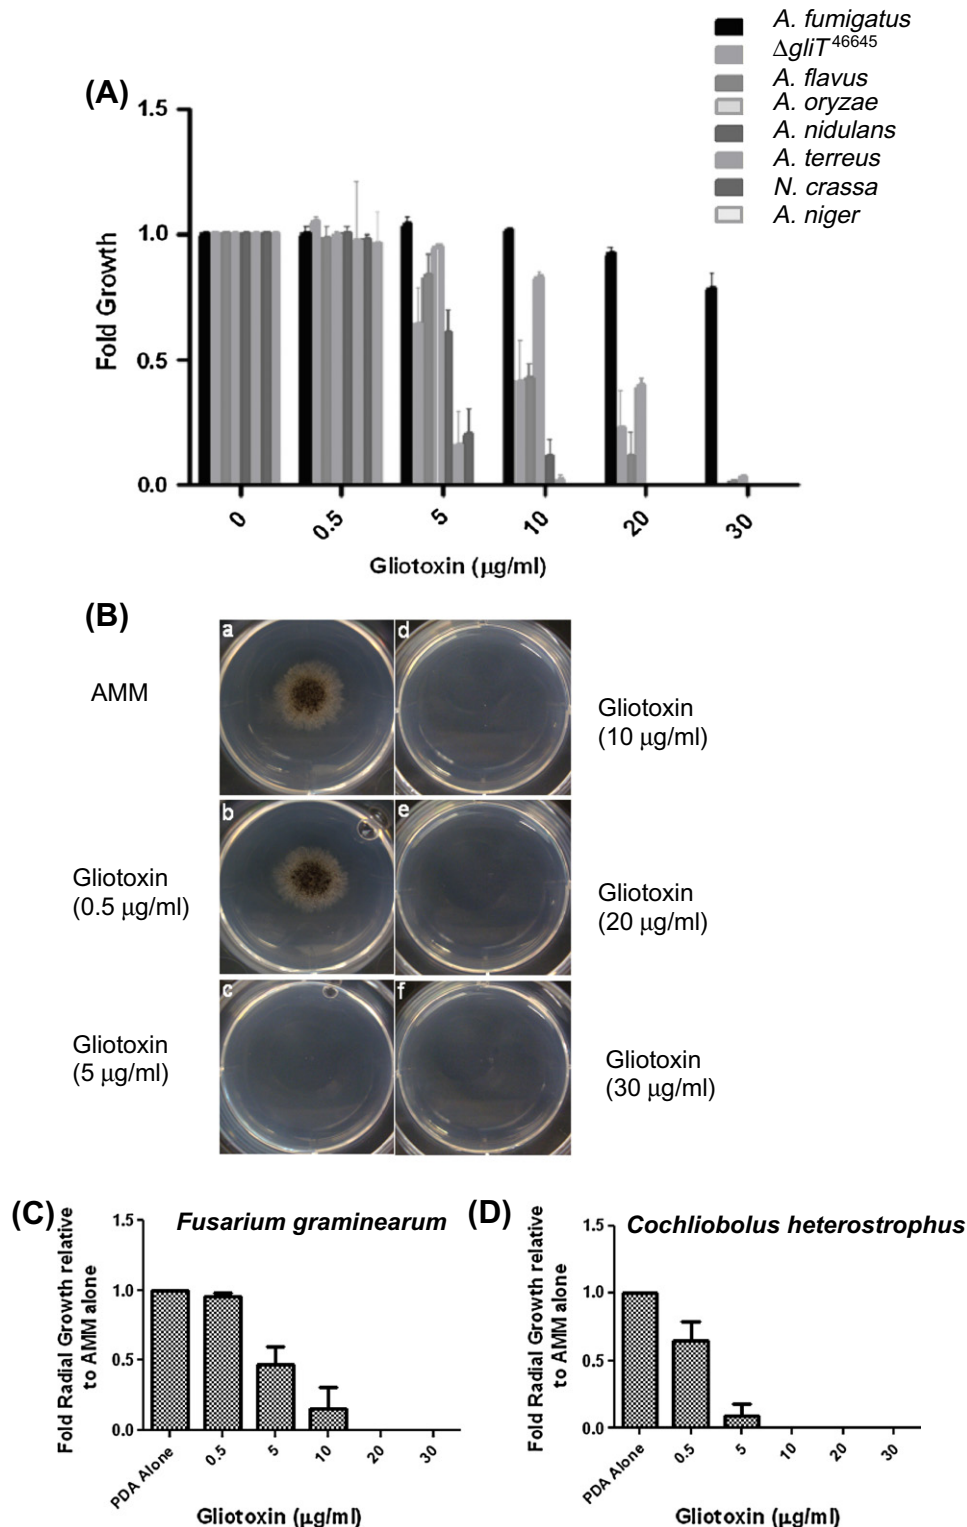 A. fumigatus
ΔgliT46645
A. flavus
A. oryzae
A. nidulans
A. terreus
N. crassa
A. niger
(A)
1.5
1.0
0.5
0.0
Fold Growth
0 0.5 5 10 20 30
Gliotoxin (μg/ml)
(B)
a d
AMM
Gliotoxin
(10 μg/ml)
b e
Gliotoxin
(0.5 μg/ml)
Gliotoxin
(20 μg/ml)
c f
Gliotoxin
(5 μg/ml)
Gliotoxin
(30 μg/ml)
(C)
Fusarium graminearum
Fold Radial Growth relative
to AMM alone
1.5
1.0
0.5
0.0
PDA Alone 0.5 5 10 20 30
Gliotoxin (μg/ml)
(D)
Cochliobolus heterostrophus
Fold Radial Growth relative
to AMM alone
1.5
1.0
0.5
0.0
PDA Alone 0.5 5 10 20 30
Gliotoxin (μg/ml)